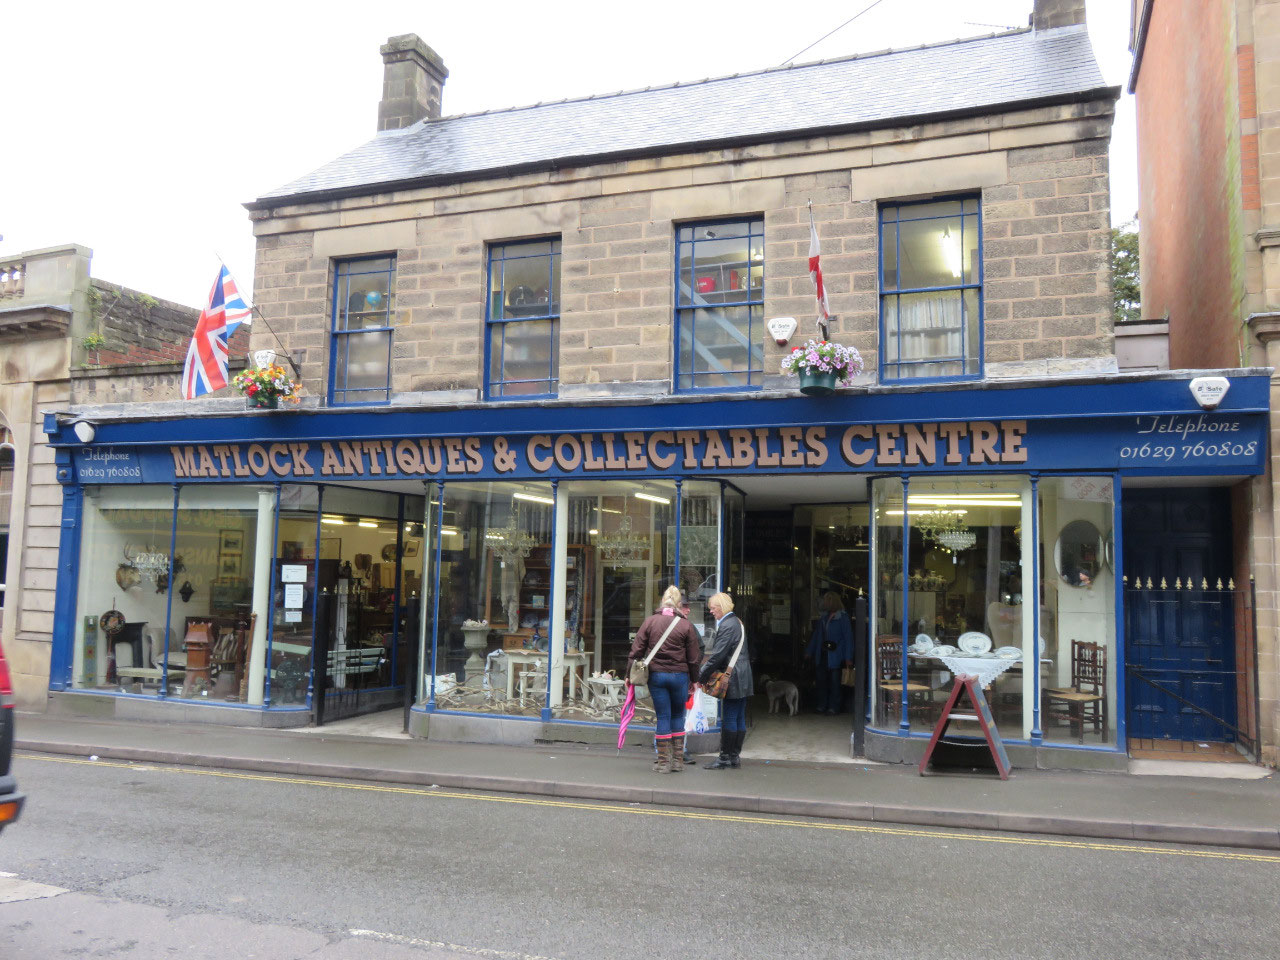 Telephone
01629 760808
MATLOCK ANTIQUES & COLLECTABLES CENTRE
Telephone
01629 760808